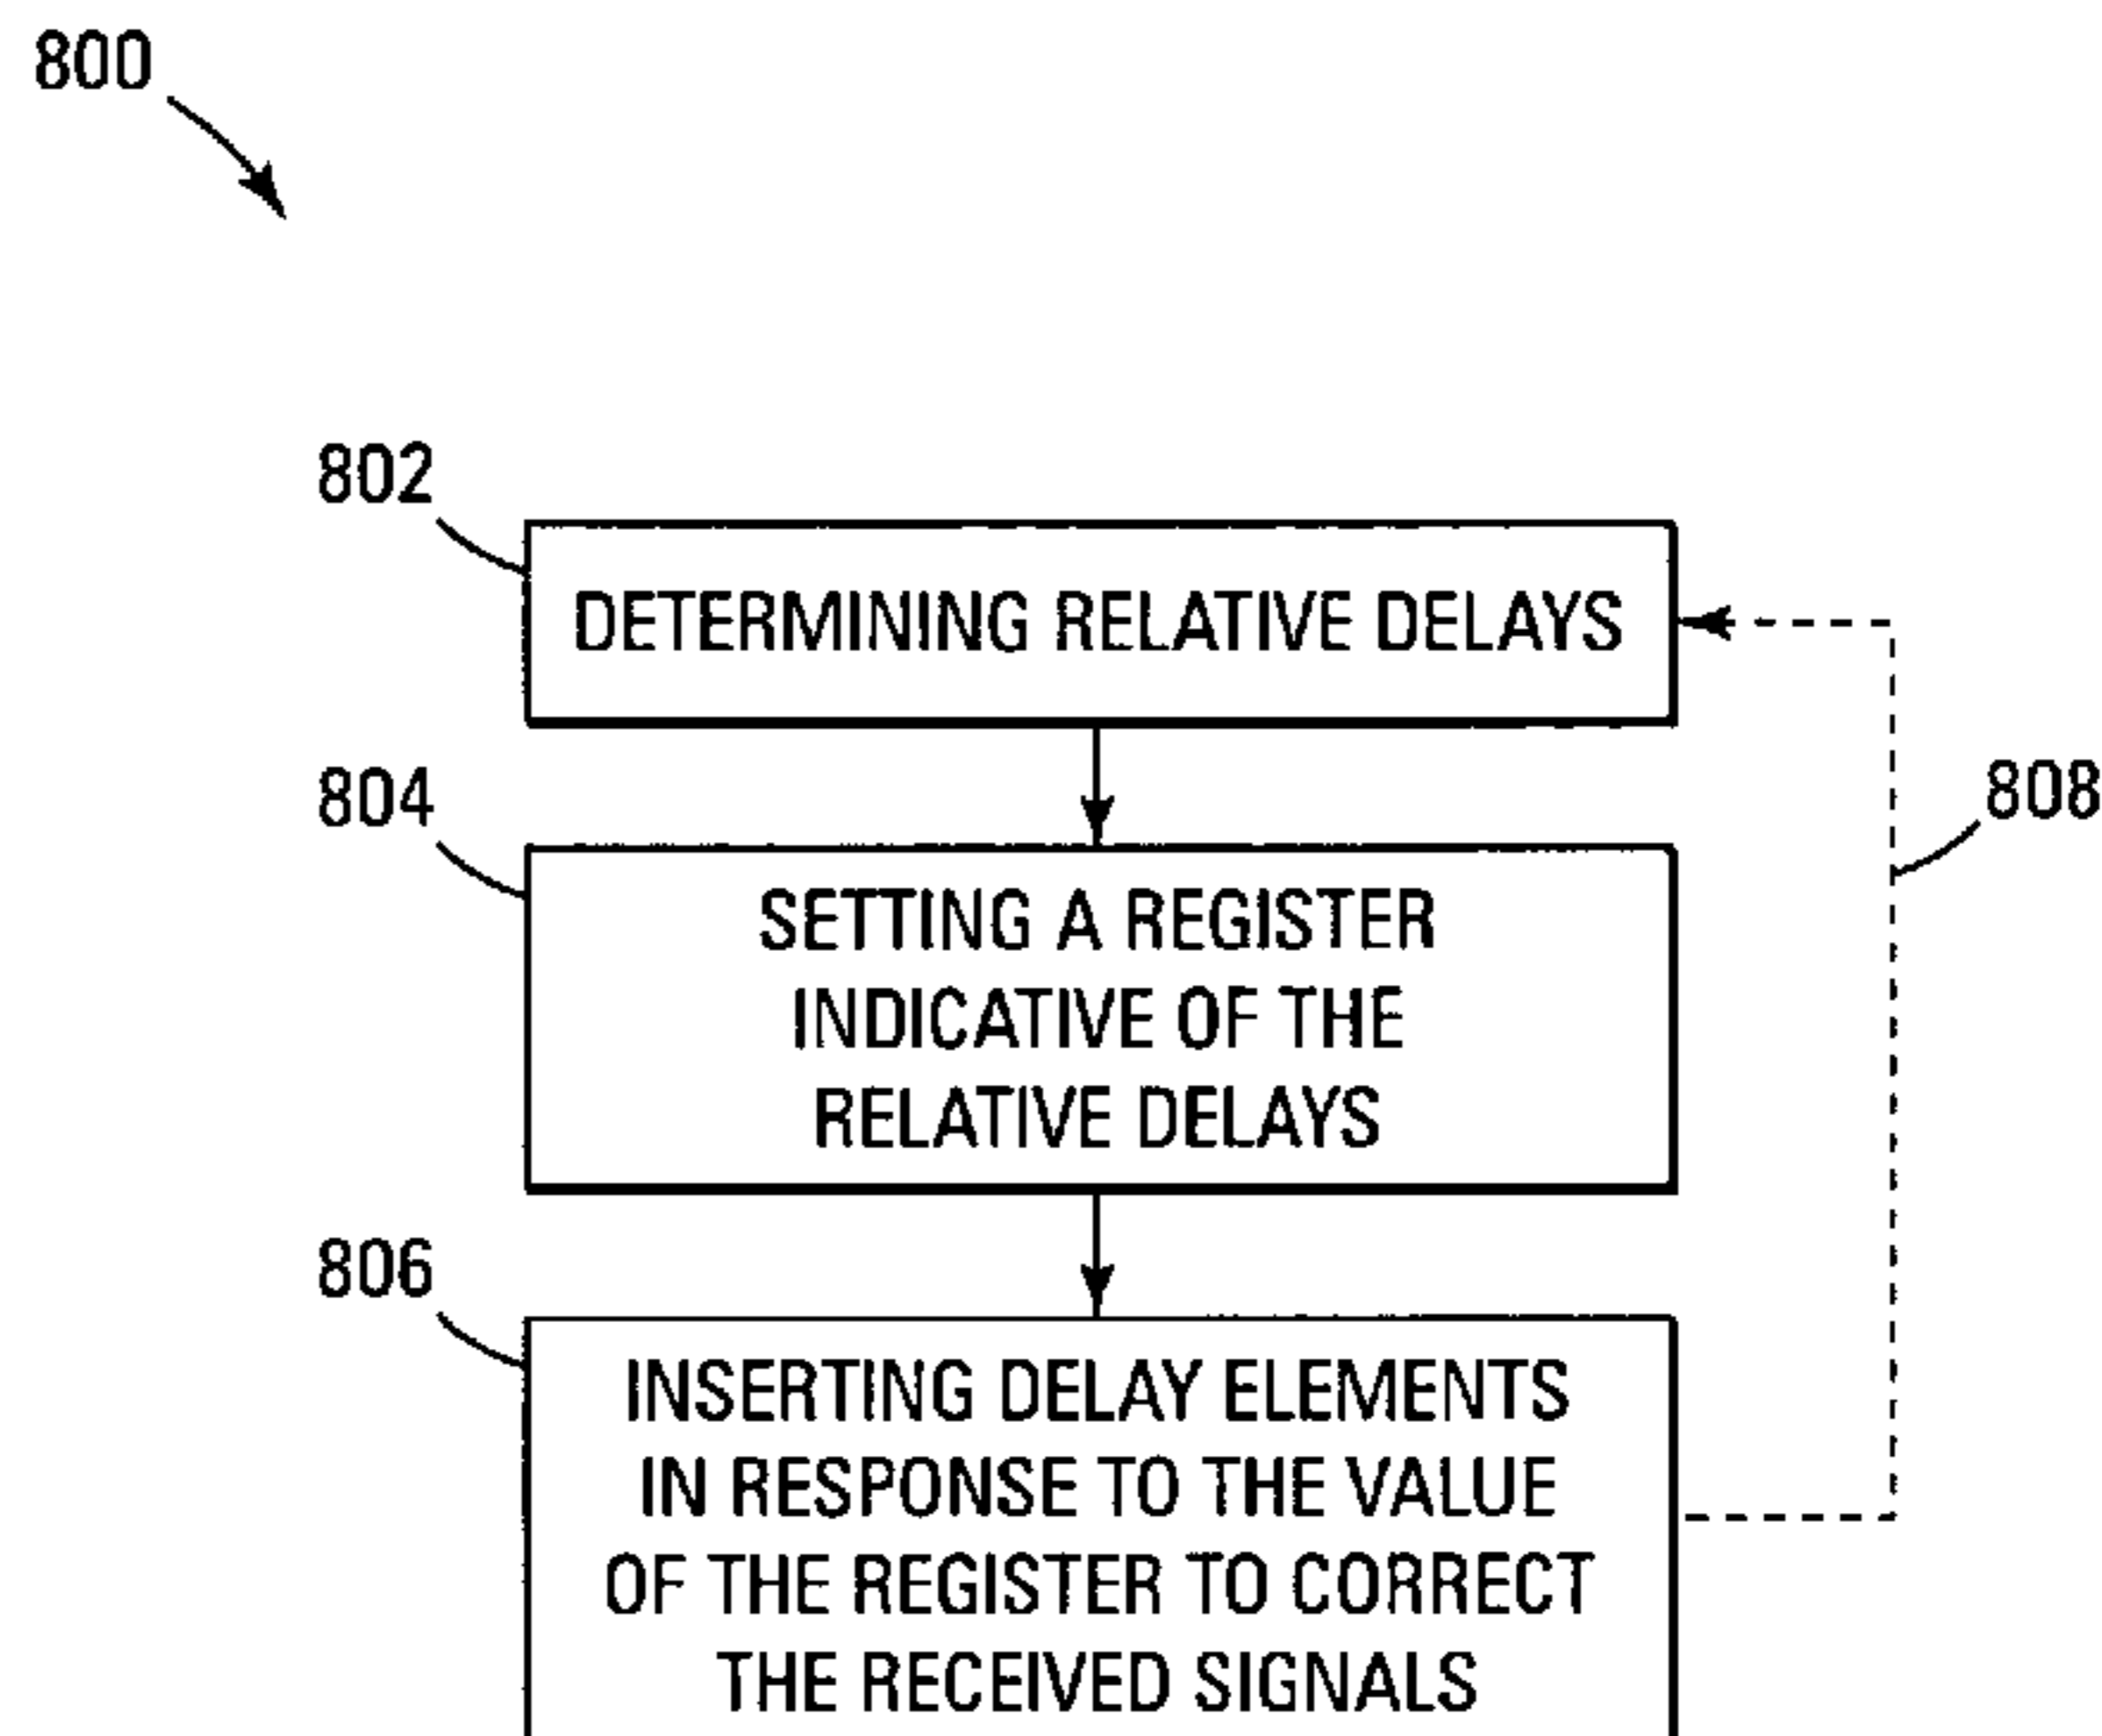 800
802
DETERMINING RELATIVE DELAYS
804
808
SETTING A REGISTER
INDICATIVE OF THE
RELATIVE DELAYS
806
INSERTING DELAY ELEMENTS
IN RESPONSE TO THE VALUE
OF THE REGISTER TO CORRECT
THE RECEIVED SIGNALS